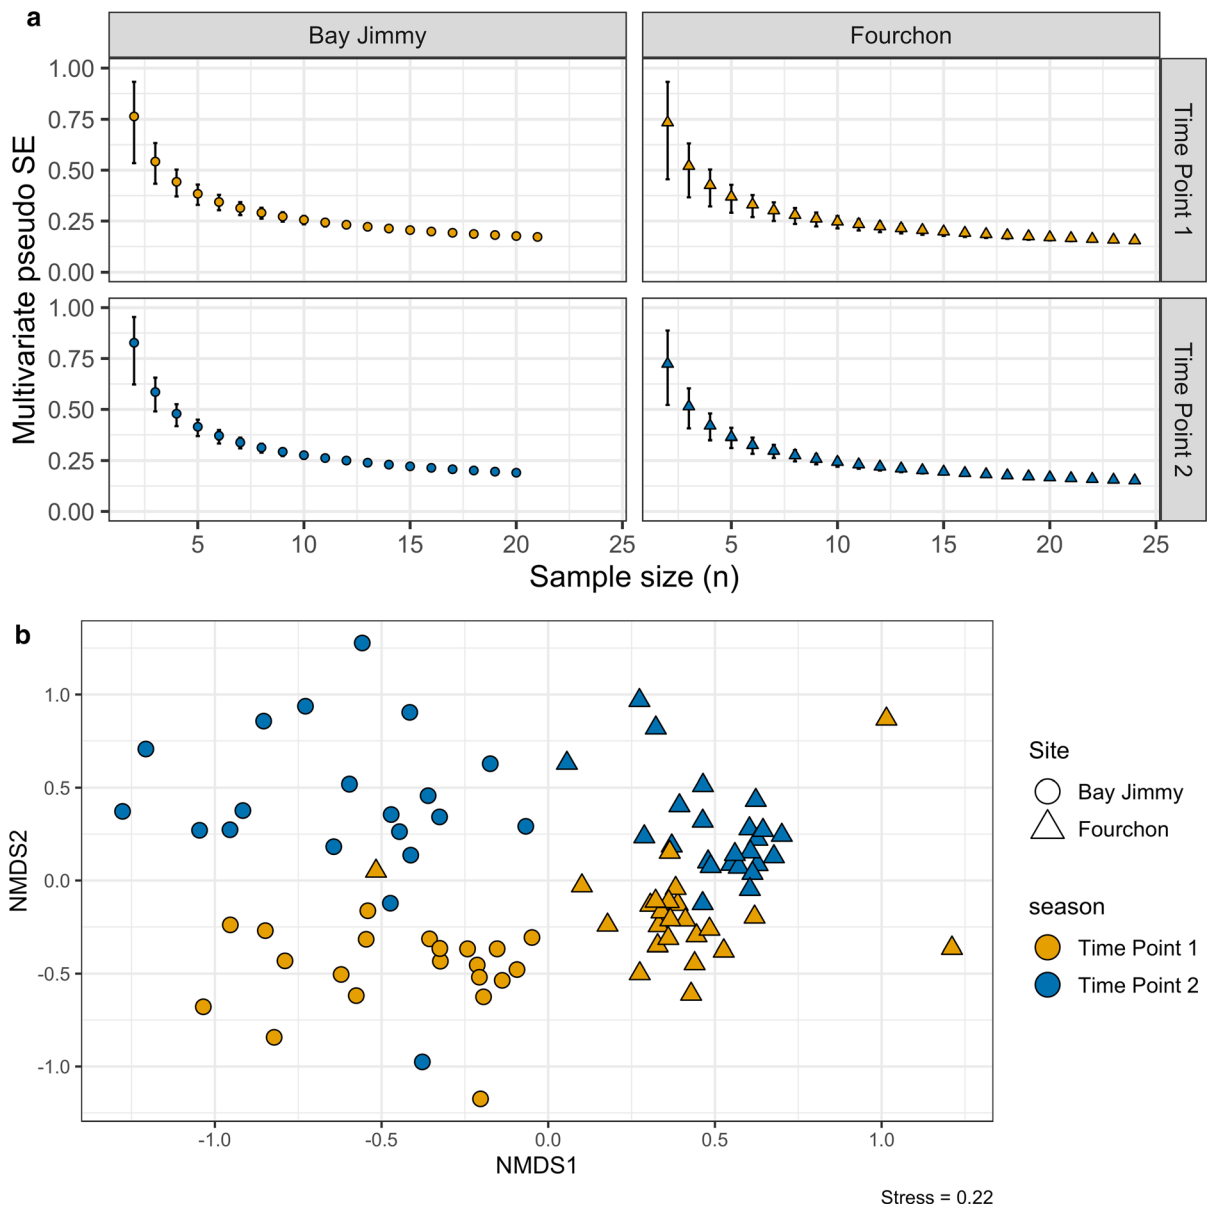 a
Bay Jimmy
Fourchon
Multivariate pseudo SE
1.00
0.75
0.50
0.25
0.00
Time Point 1
1.00
0.75
0.50
0.25
0.00
Time Point 2
5
10
15
20
25
5
10
15
20
25
Sample size (n)
b
NMDS2
1.0
0.5
0.0
-0.5
-1.0
-1.0
-0.5
0.0
0.5
1.0
NMDS1
Stress = 0.22
Site
Bay Jimmy
Fourchon
season
Time Point 1
Time Point 2